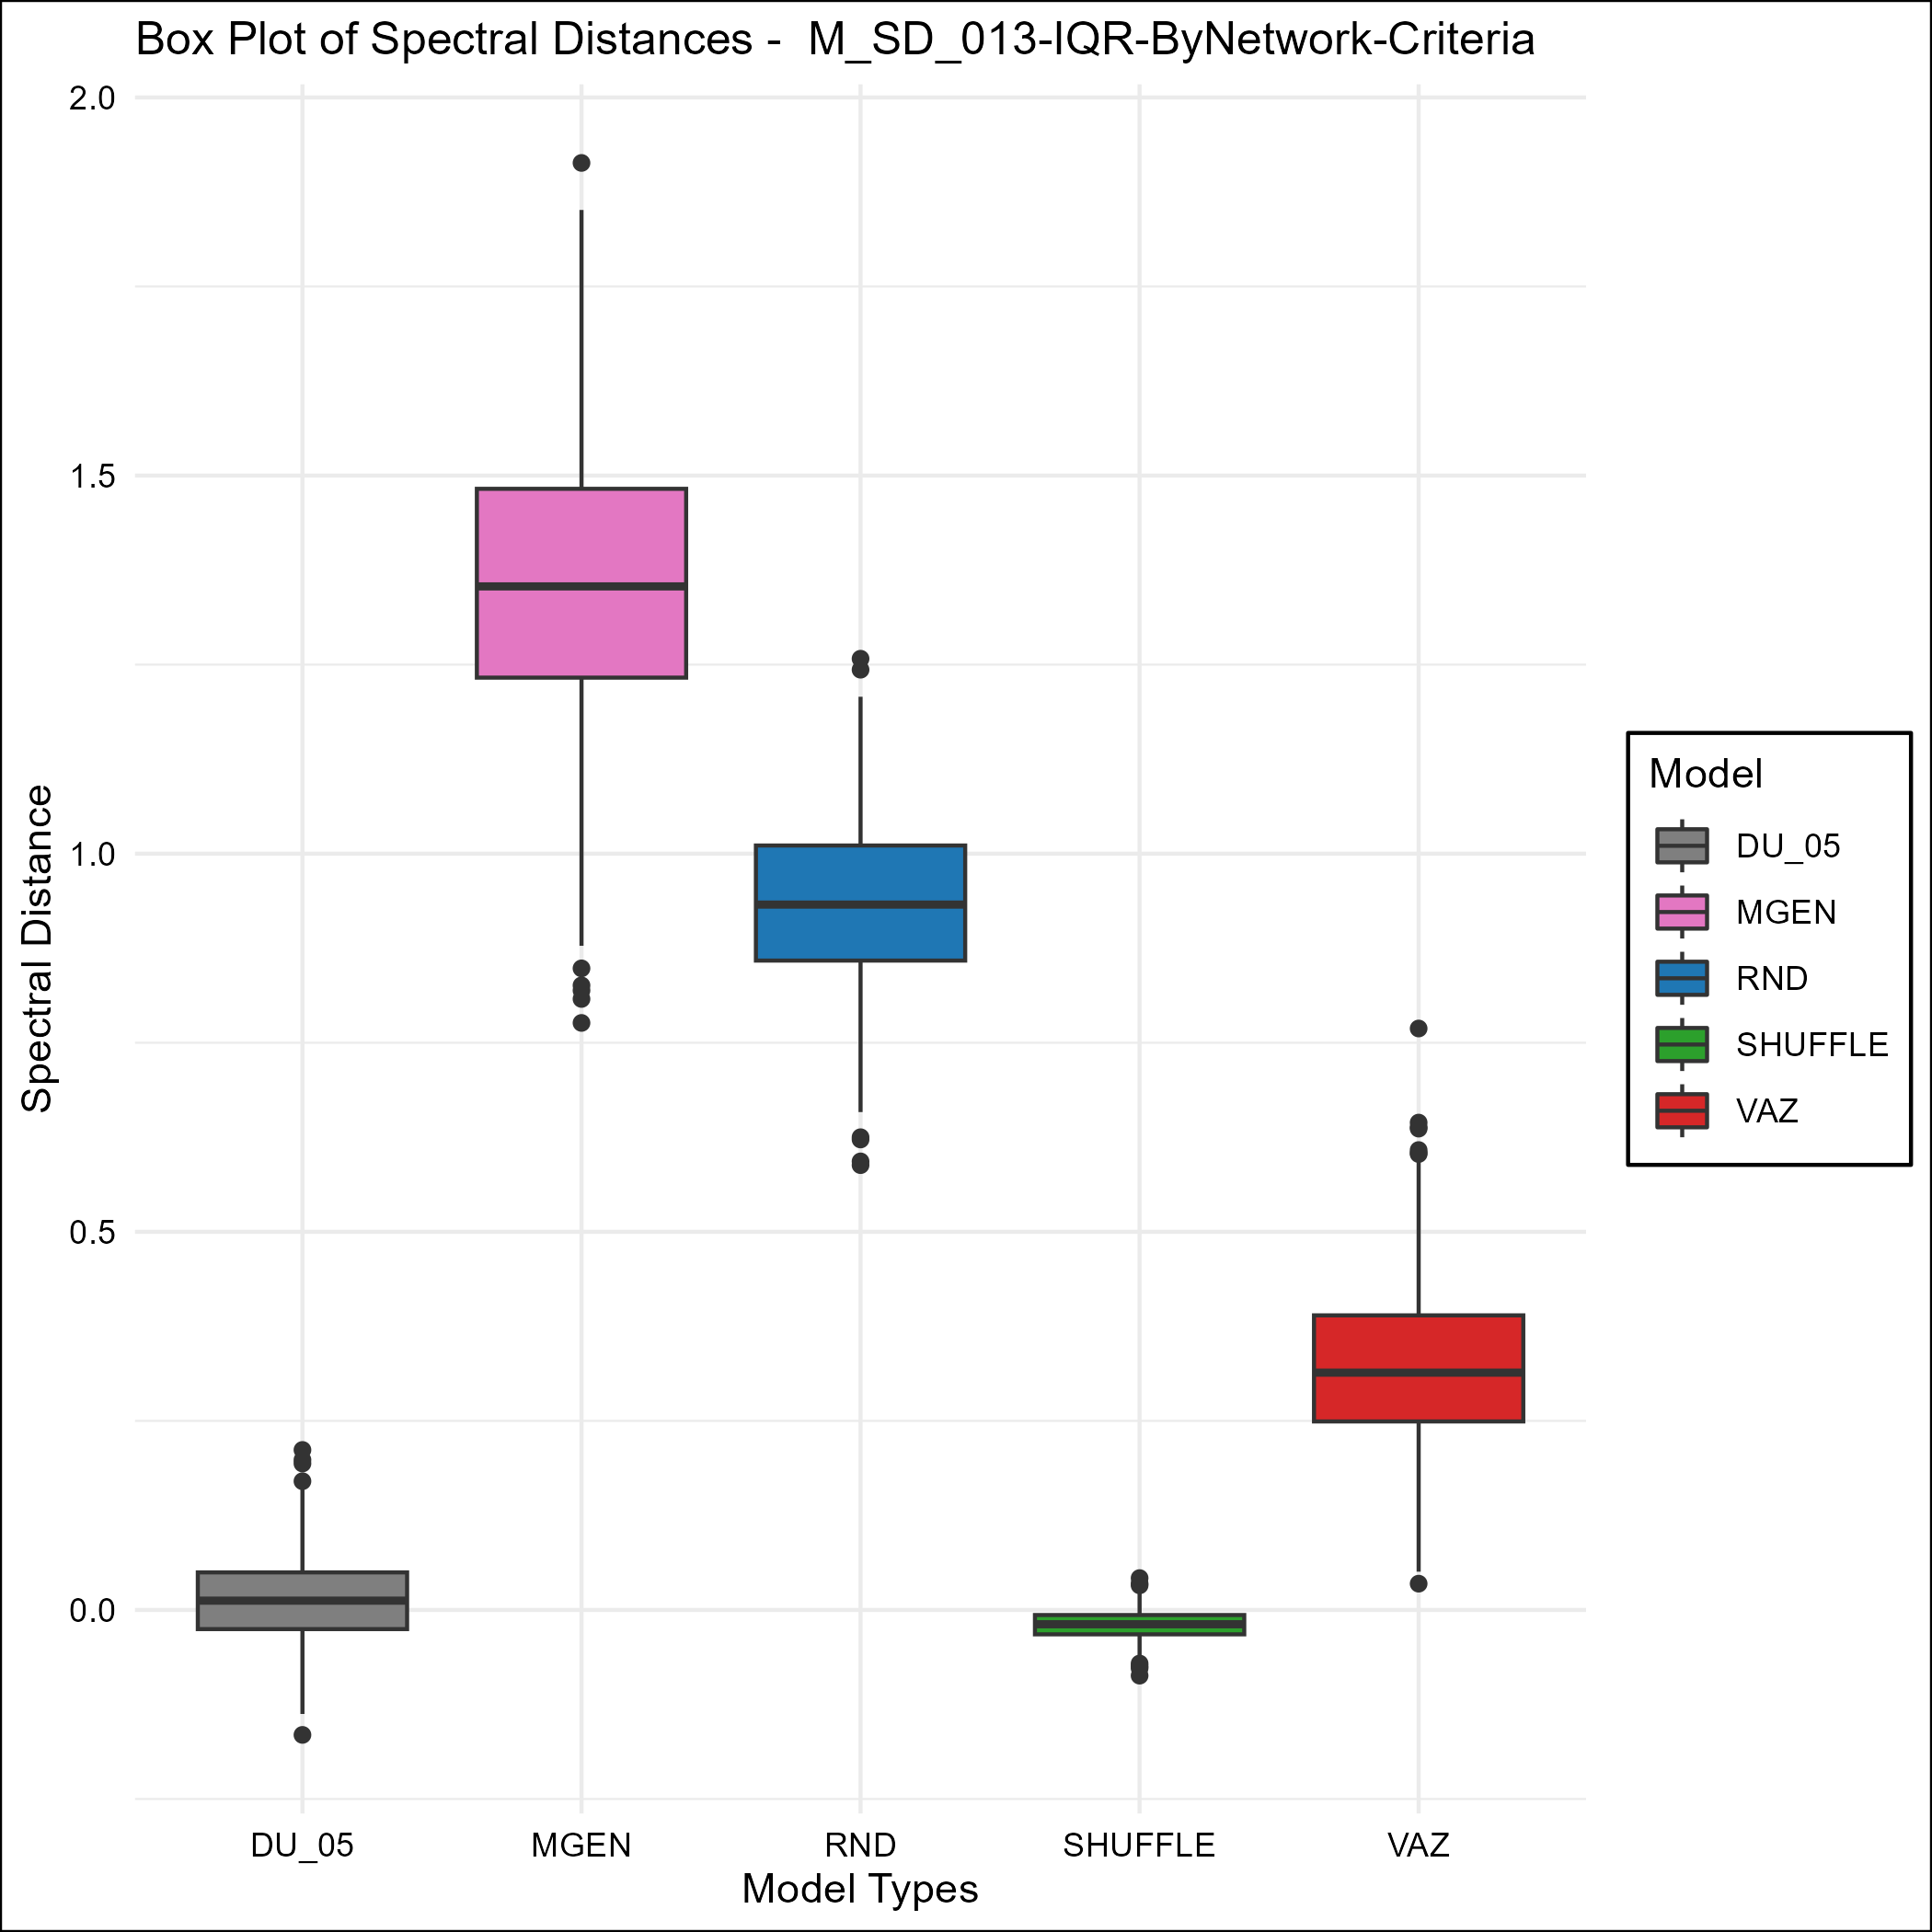 Box Plot of Spectral Distances -  M_SD_013-IQR-ByNetwork-Criteria
2.0
1.5
1.0
0.5
0.0
Spectral Distance
DU_05
MGEN
RND
SHUFFLE
VAZ
Model Types
Model
DU_05
MGEN
RND
SHUFFLE
VAZ